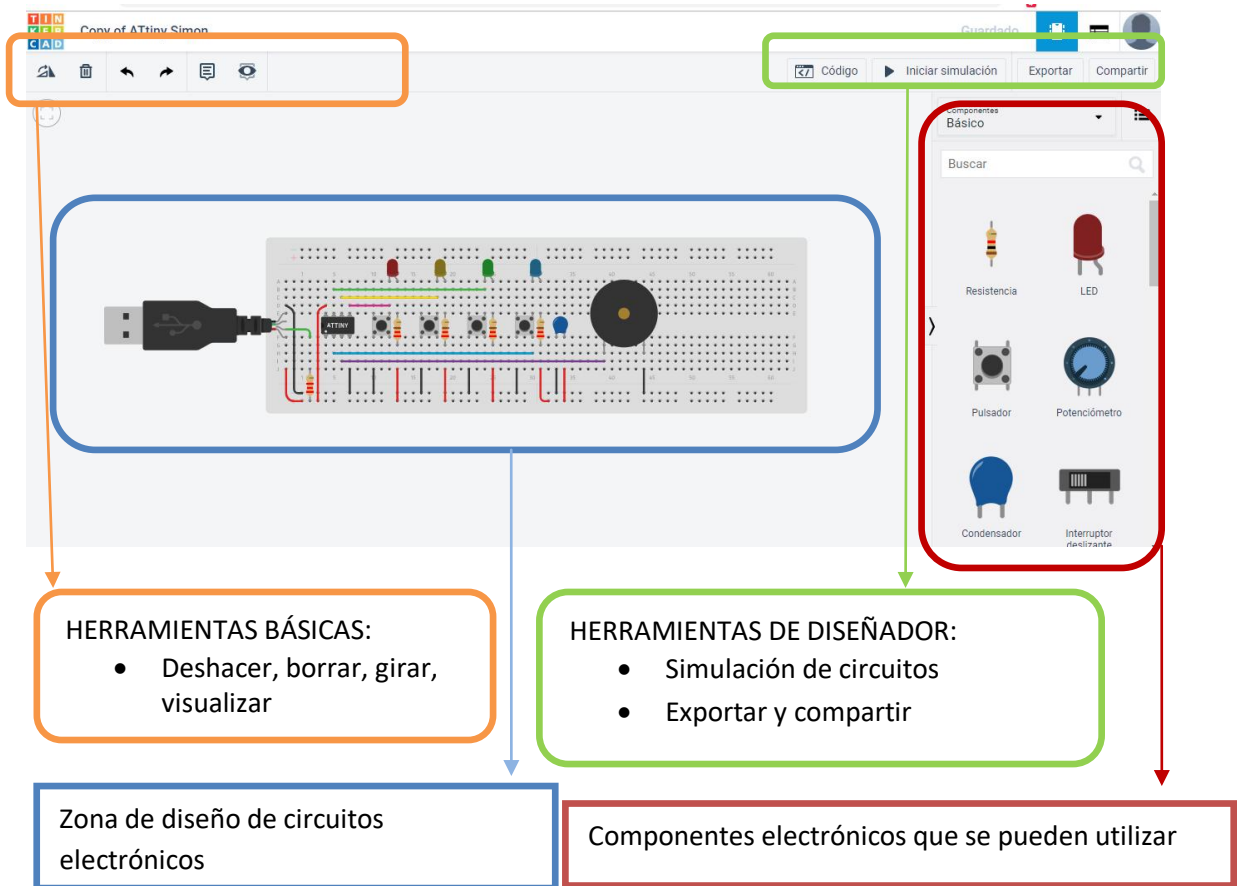 TIN
KER
CAD
Copy of ATtiny Simon
Guardado
Código
Iniciar simulación
Exportar
Compartir
Componentes
Básico
Buscar
Resistencia
LED
Pulsador
Potenciómetro
Condensador
Interruptor
deslizante
ATTINY
HERRAMIENTAS BÁSICAS:
• Deshacer, borrar, girar,
visualizar
HERRAMIENTAS DE DISEÑADOR:
• Simulación de circuitos
• Exportar y compartir
Zona de diseño de circuitos
electrónicos
Componentes electrónicos que se pueden utilizar